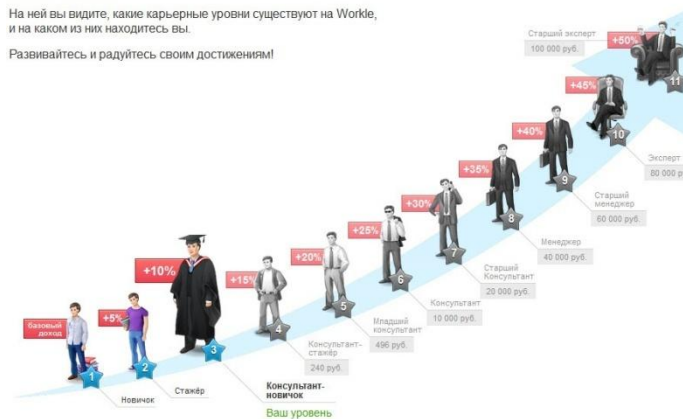 На ней вы видите, какие карьерные уровни существуют на Workle,
и на каком из них находитесь вы.
Развивайтесь и радуйтесь своим достижениям!
базовый
доход
1
Новичок
+5%
2
Стажёр
+10%
3
Консультант-
новичок
Ваш уровень
+15%
4
Консультант-
стажёр
240 руб.
+20%
5
Младший
консультант
496 руб.
+25%
6
Консультант
10 000 руб.
+30%
7
Старший
Консультант
20 000 руб.
+35%
8
Менеджер
40 000 руб.
+40%
9
Старший
менеджер
60 000 руб.
+45%
10
Эксперт
80 000 р
Старший эксперт
100 000 руб.
+50%
11